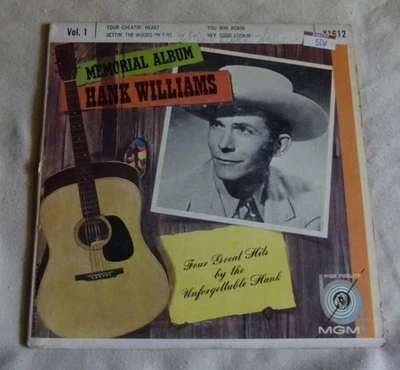 Vol. 1
YOUR CHEATIN' HEART
SETTIN' THE WOODS ON FIRE
YOU WIN AGAIN
HEY, GOOD LOOKIN'
X1612
50¢
MEMORIAL ALBUM
HANK WILLIAMS
Four Great Hits
by the
Unforgettable Hank
HIGH FIDELITY
MGM